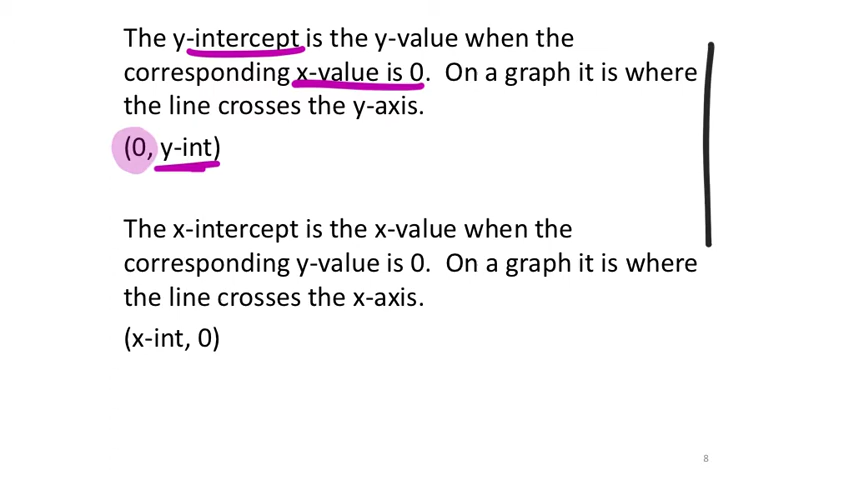 The y-intercept is the y-value when the
corresponding x-value is 0.  On a graph it is where
the line crosses the y-axis.
(0, y-int)
The x-intercept is the x-value when the
corresponding y-value is 0.  On a graph it is where
the line crosses the x-axis.
(x-int, 0)
8